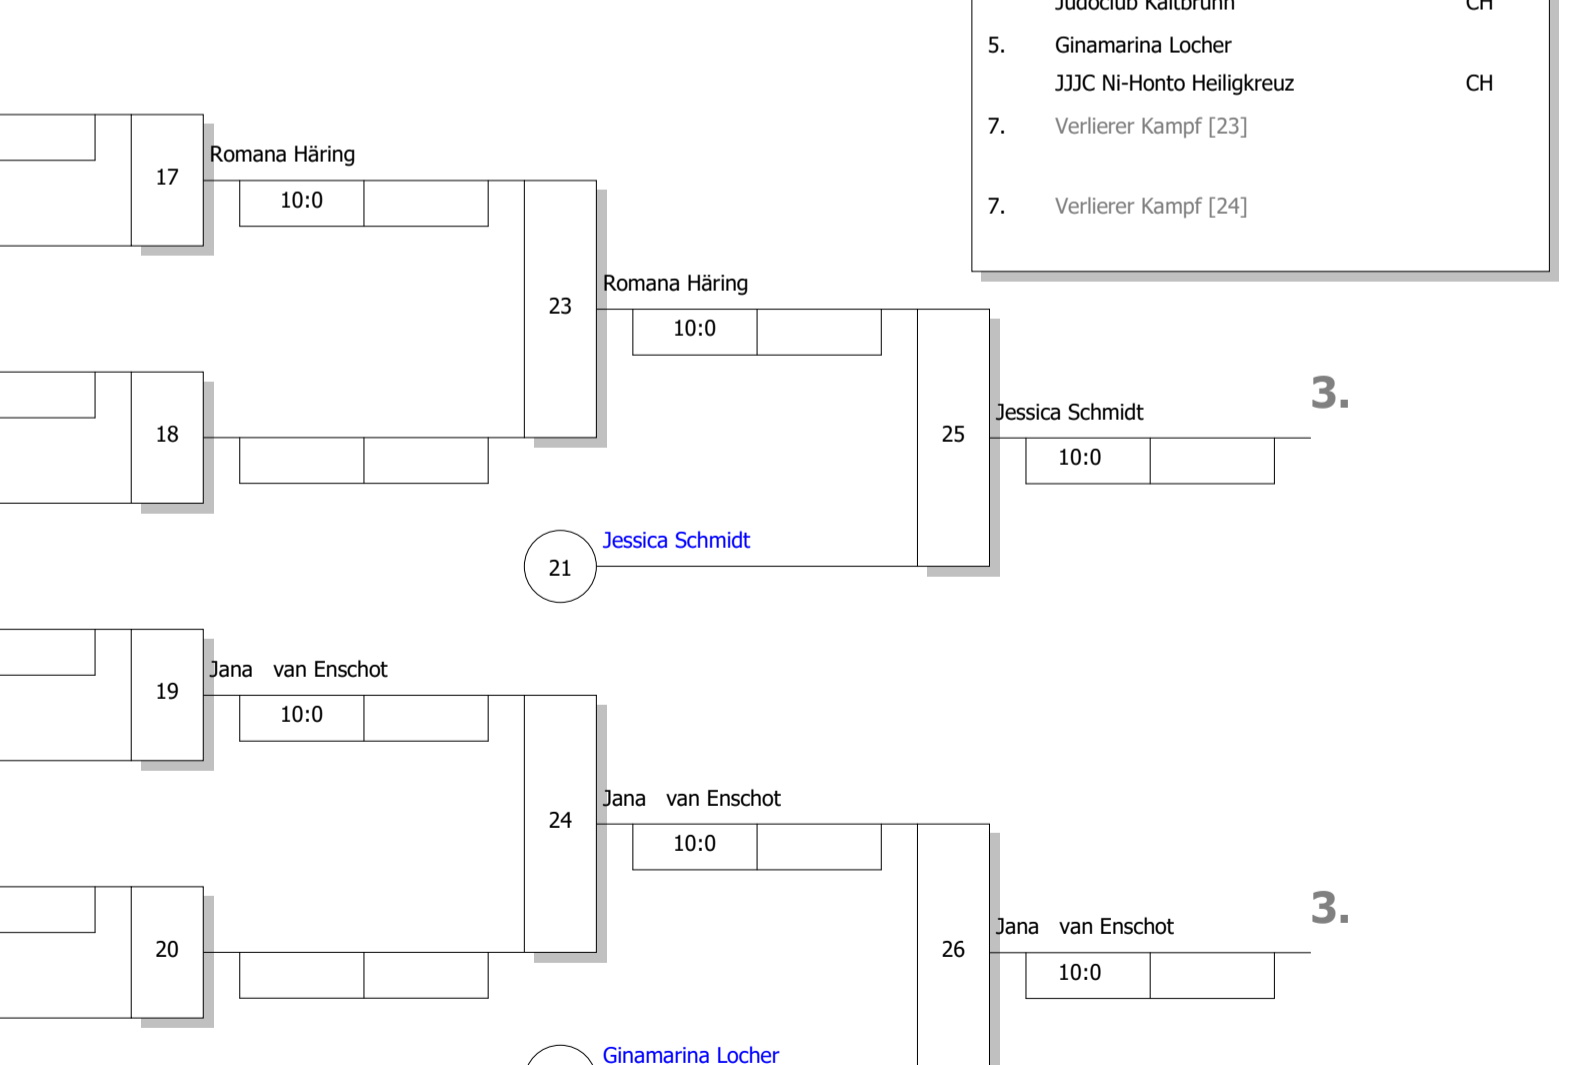 Judoclub Kaltbrunn CH
5. Ginamarina Locher
JJJC Ni-Honto Heiligkreuz CH
7. Verlierer Kampf [23]
7. Verlierer Kampf [24]
17
Romana Häring
10:0
23
Romana Häring
10:0
18
25
Jessica Schmidt
3.
10:0
21
Jessica Schmidt
19
Jana van Enschot
10:0
24
Jana van Enschot
10:0
20
26
Jana van Enschot
3.
10:0
Ginamarina Locher